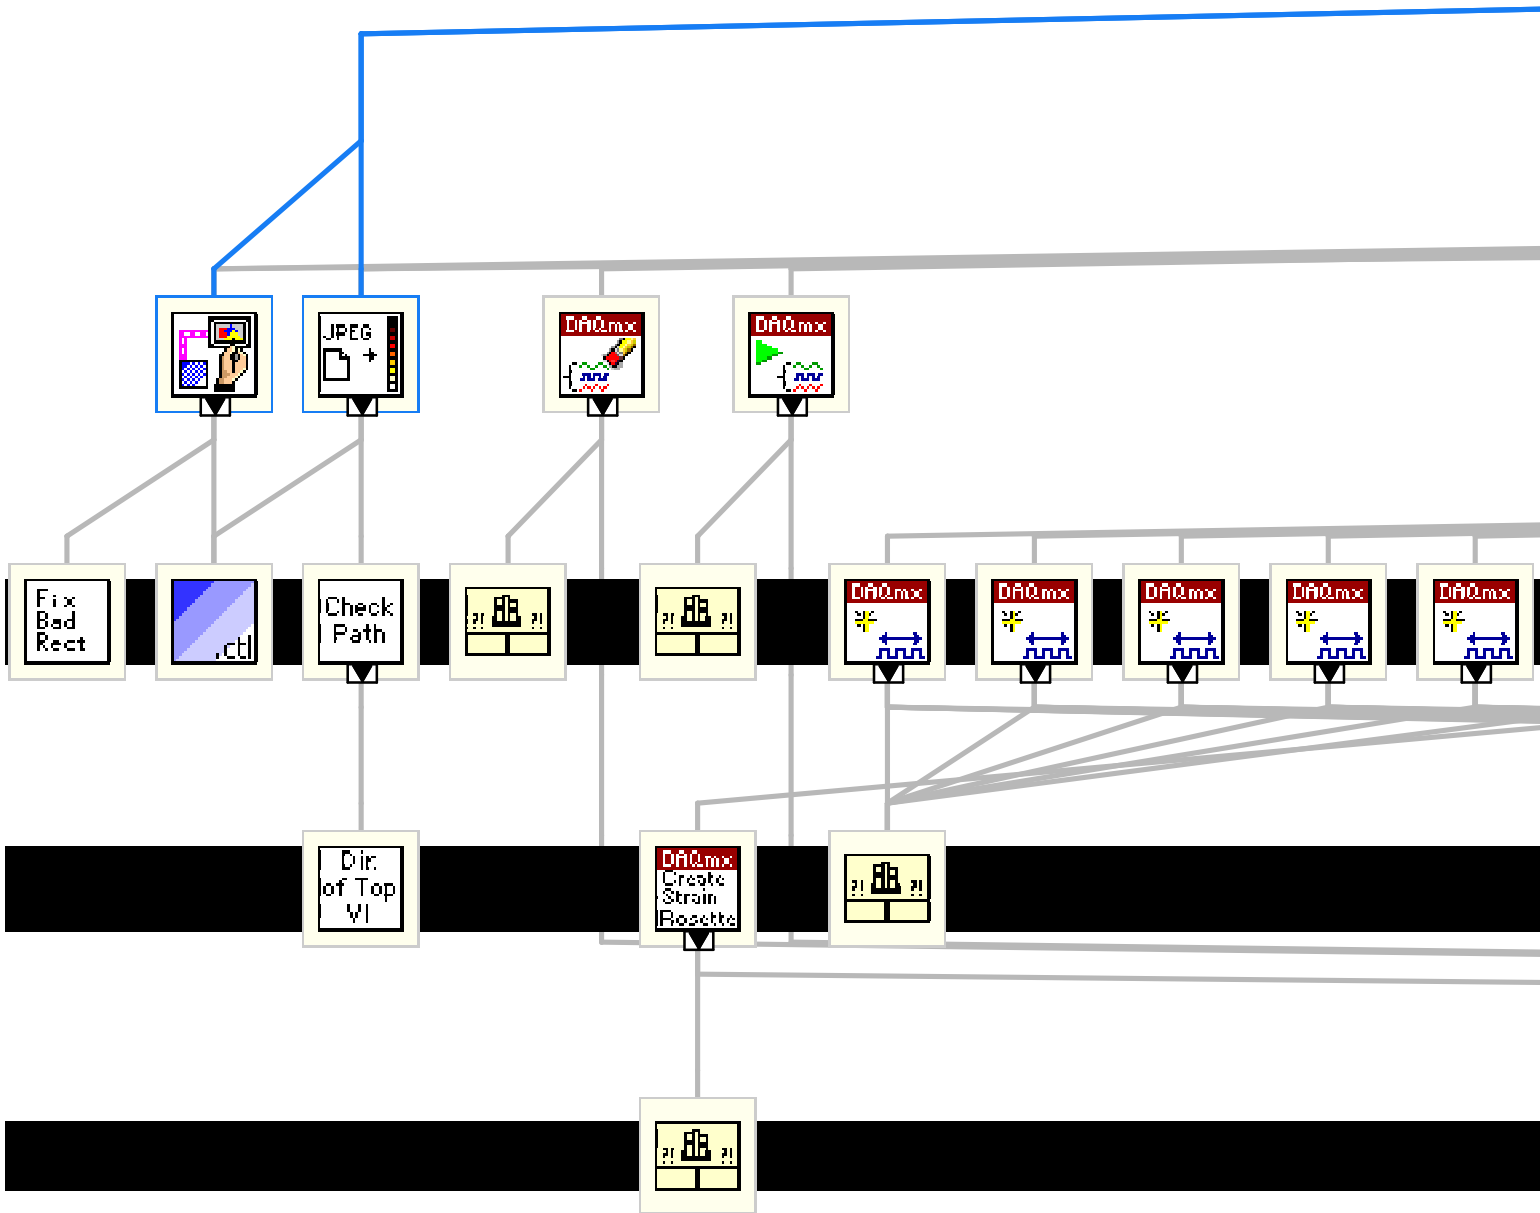 JPEG
DAQmx
DAQmx
Fix
Bad
Rect
.ctl
Check
Path
?! ?!
?! ?!
DAQmx
DAQmx
DAQmx
DAQmx
DAQmx
Dir.
of Top
VI
DAQmx
Create
Strain
Rosette
?! ?!
?! ?!